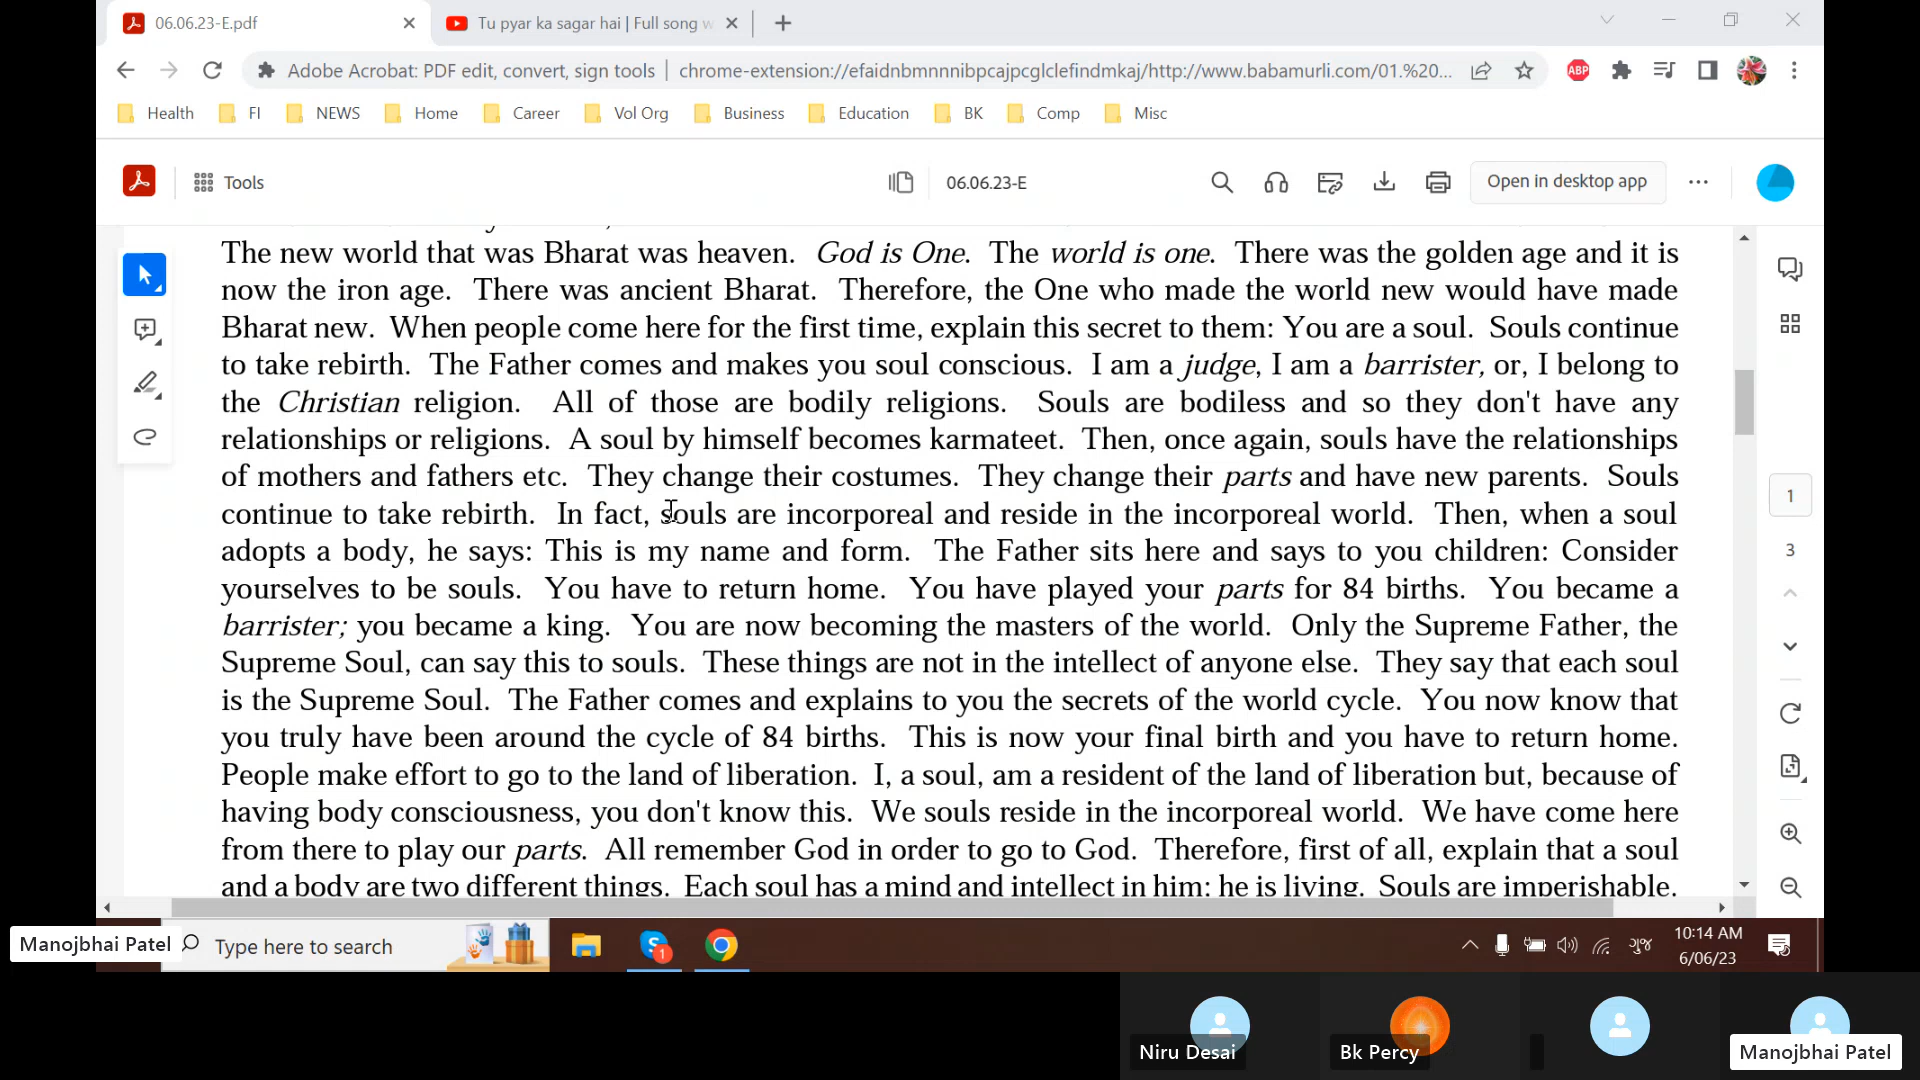 06.06.23-E.pdf
Tu pyar ka sagar hai | Full song w
Adobe Acrobat: PDF edit, convert, sign tools
chrome-extension://efaidnbmnnnibpcajpcglclefindmkaj/http://www.babamurli.com/01.%20...
ABP
Health
FI
NEWS
Home
Career
Vol Org
Business
Education
BK
Comp
Misc
Tools
06.06.23-E
Open in desktop app
The new world that was Bharat was heaven. God is One. The world is one. There was the golden age and it is
now the iron age. There was ancient Bharat. Therefore, the One who made the world new would have made
Bharat new. When people come here for the first time, explain this secret to them: You are a soul. Souls continue
to take rebirth. The Father comes and makes you soul conscious. I am a judge, I am a barrister, or, I belong to
the Christian religion. All of those are bodily religions. Souls are bodiless and so they don't have any
relationships or religions. A soul by himself becomes karmateet. Then, once again, souls have the relationships
of mothers and fathers etc. They change their costumes. They change their parts and have new parents. Souls
continue to take rebirth. In fact, souls are incorporeal and reside in the incorporeal world. Then, when a soul
adopts a body, he says: This is my name and form. The Father sits here and says to you children: Consider
yourselves to be souls. You have to return home. You have played your parts for 84 births. You became a
barrister; you became a king. You are now becoming the masters of the world. Only the Supreme Father, the
Supreme Soul, can say this to souls. These things are not in the intellect of anyone else. They say that each soul
is the Supreme Soul. The Father comes and explains to you the secrets of the world cycle. You now know that
you truly have been around the cycle of 84 births. This is now your final birth and you have to return home.
People make effort to go to the land of liberation. I, a soul, am a resident of the land of liberation but, because of
having body consciousness, you don't know this. We souls reside in the incorporeal world. We have come here
from there to play our parts. All remember God in order to go to God. Therefore, first of all, explain that a soul
and a body are two different things. Each soul has a mind and intellect in him; he is living. Souls are imperishable.
1
3
Manojbhai Patel
Type here to search
1
ગુજ
10:14 AM
6/06/23
Niru Desai
Bk Percy
Manojbhai Patel